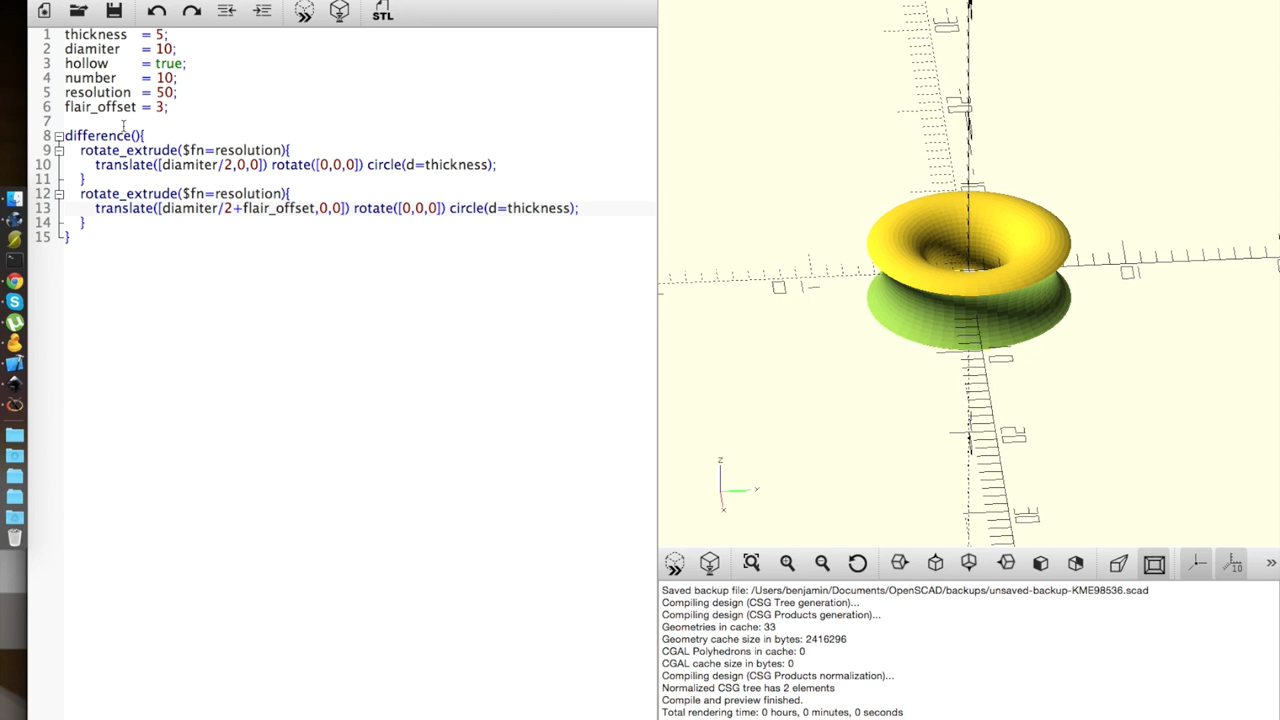 STL
1 thickness = 5;
2 diamiter = 10;
3 hollow = true;
4 number = 10;
5 resolution = 50;
6 flair_offset = 3;
7
8 difference(){
9 rotate_extrude($fn=resolution){
10 translate([diamiter/2,0,0]) rotate([0,0,0]) circle(d=thickness);
11 }
12 rotate_extrude($fn=resolution){
13 translate([diamiter/2+flair_offset,0,0]) rotate([0,0,0]) circle(d=thickness);
14 }
15 }
Z
Y
X
10
»
Saved backup file: /Users/benjamin/Documents/OpenSCAD/backups/unsaved-backup-KME98536.scad
Compiling design (CSG Tree generation)...
Compiling design (CSG Products generation)...
Geometries in cache: 33
Geometry cache size in bytes: 2416296
CGAL Polyhedrons in cache: 0
CGAL cache size in bytes: 0
Compiling design (CSG Products normalization)...
Normalized CSG tree has 2 elements
Compile and preview finished.
Total rendering time: 0 hours, 0 minutes, 0 seconds